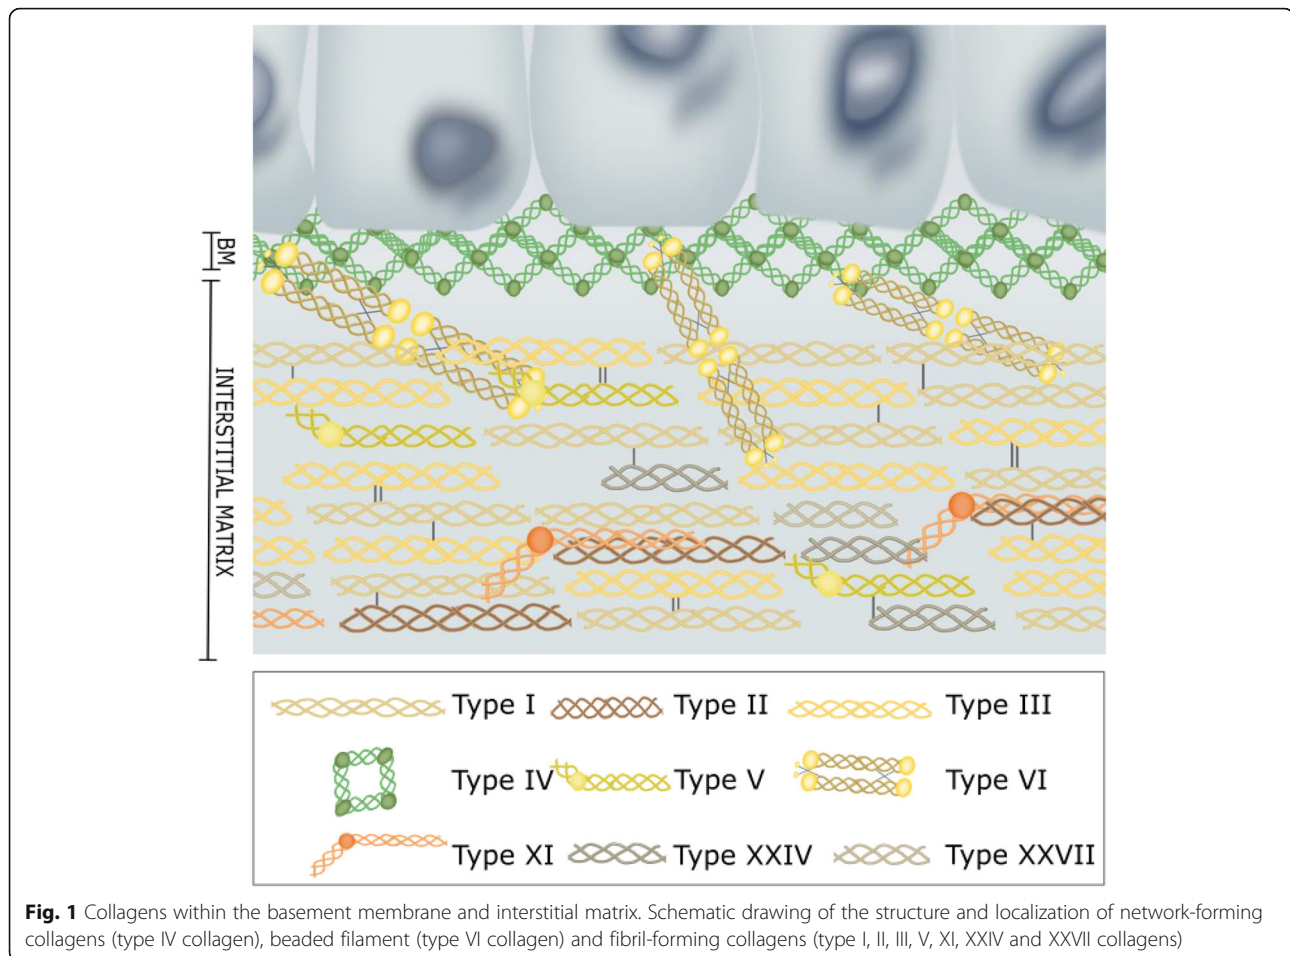 BM
INTERSTITIAL MATRIX
Type I
Type II
Type III
Type IV
Type V
Type VI
Type XI
Type XXIV
Type XXVII
Fig. 1 Collagens within the basement membrane and interstitial matrix. Schematic drawing of the structure and localization of network-forming
collagens (type IV collagen), beaded filament (type VI collagen) and fibril-forming collagens (type I, II, III, V, XI, XXIV and XXVII collagens)